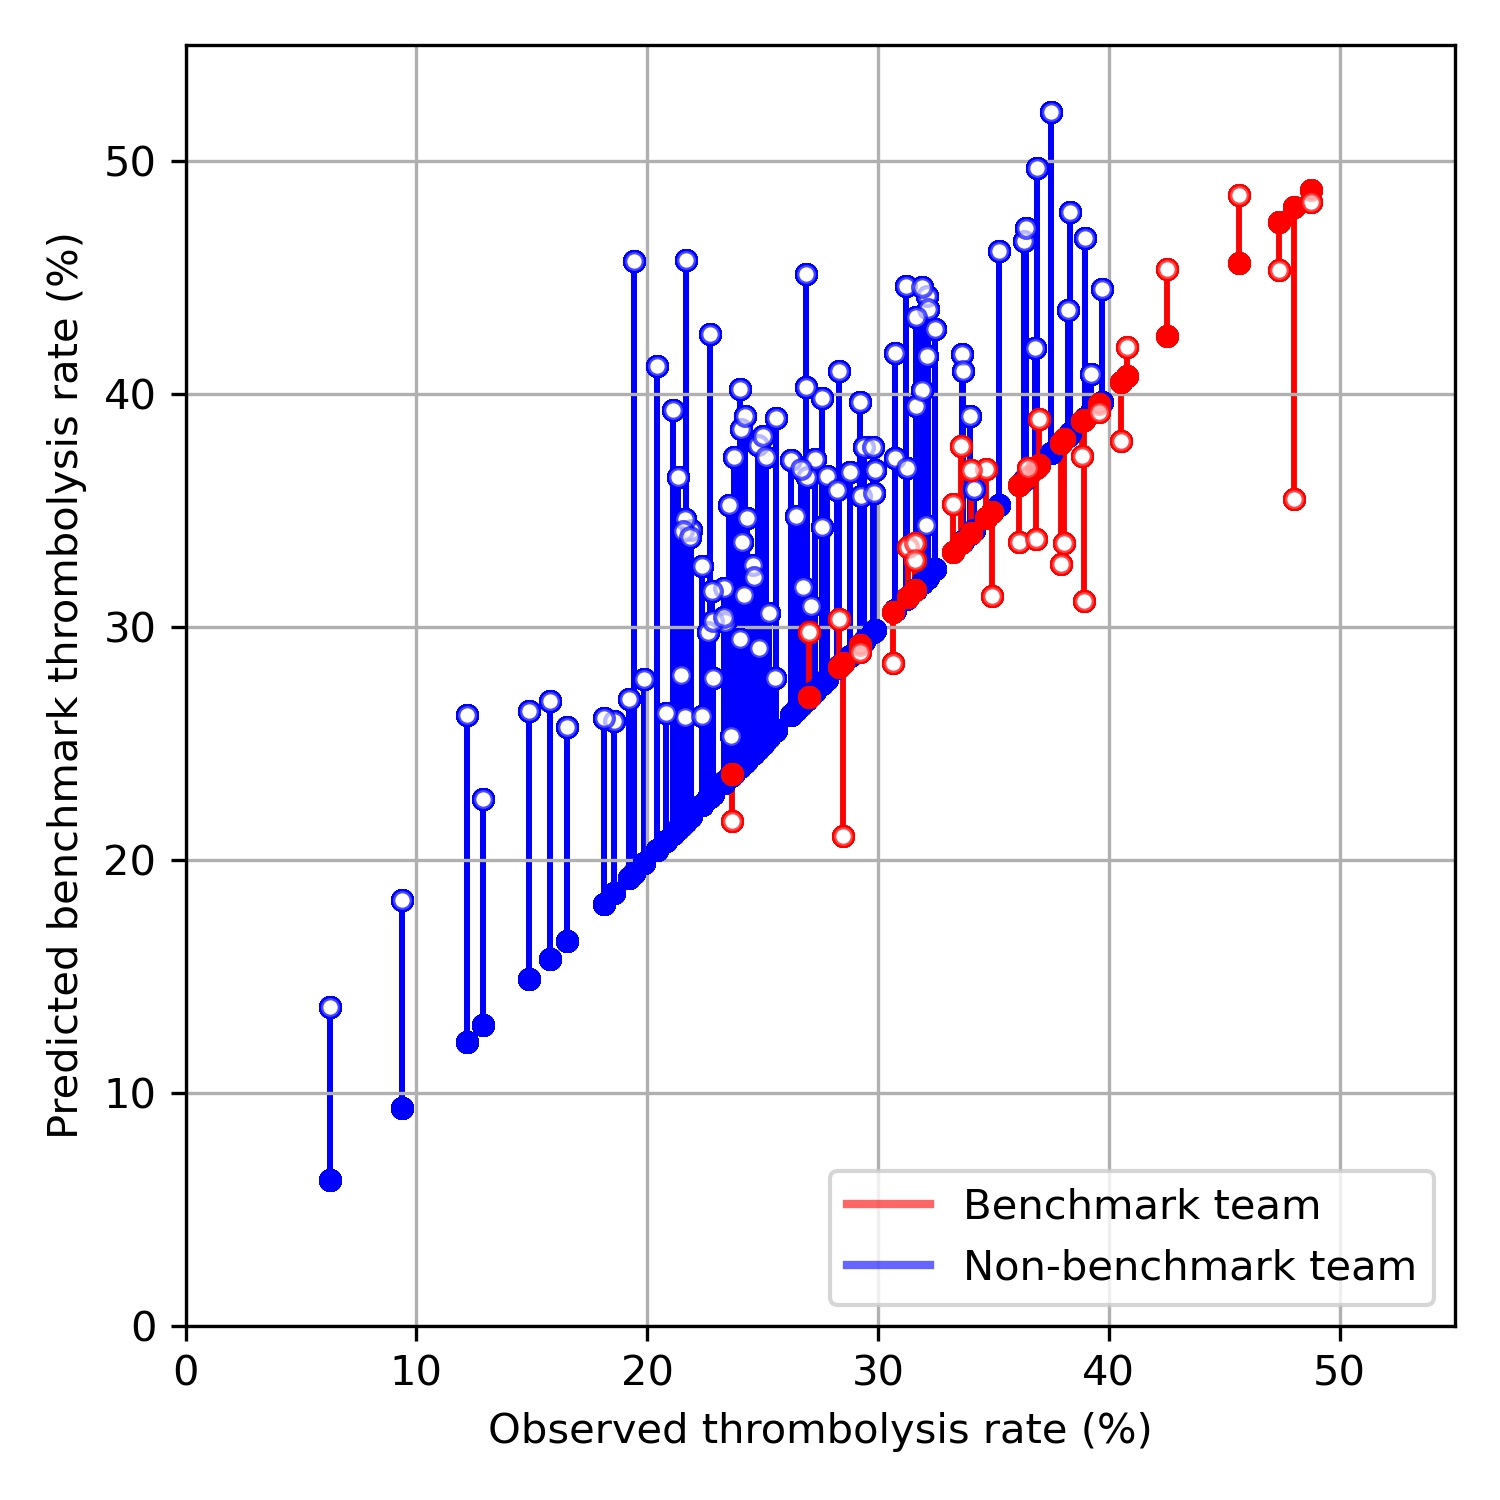 Predicted benchmark thrombolysis rate (%)
50
40
30
20
10
0
0 10 20 30 40 50
Observed thrombolysis rate (%)
Benchmark team
Non-benchmark team